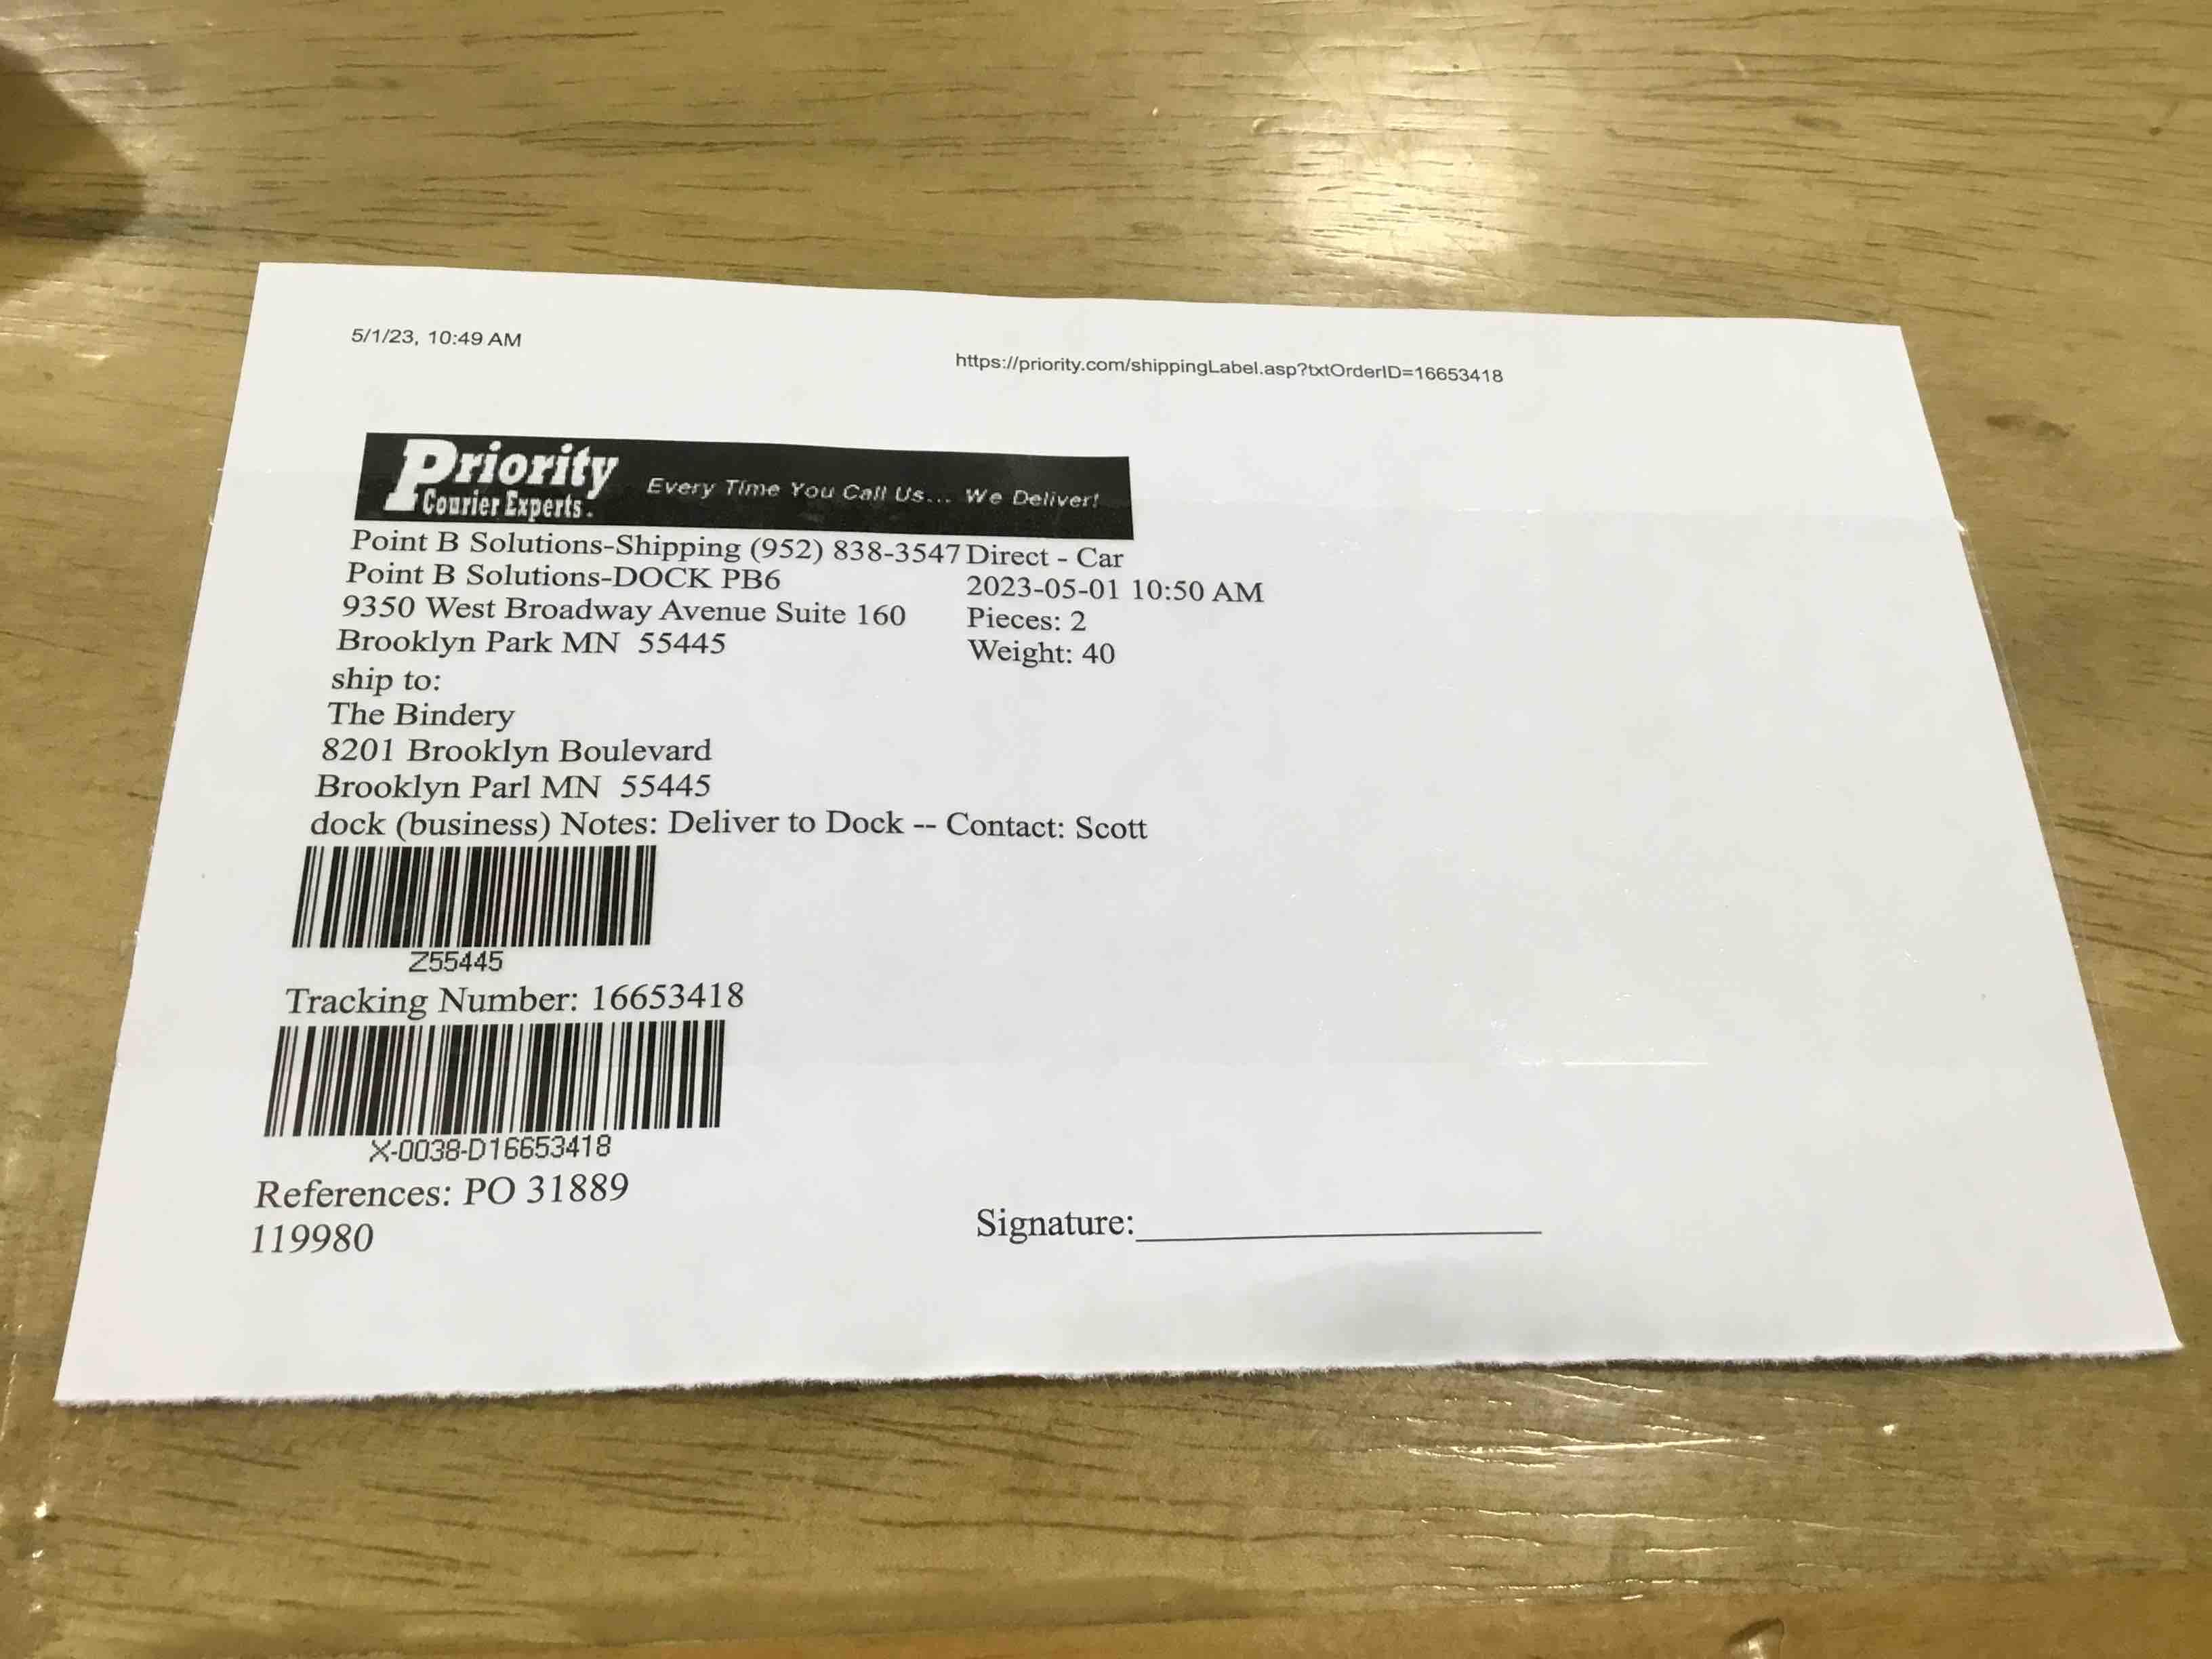 5/1/23, 10:49 AM
https://priority.com/shippingLabel.asp?txtOrderID=16653418
Priority
Courier Experts.
Every Time You Call Us... We Deliver!
Point B Solutions-Shipping (952) 838-3547 Direct - Car
Point B Solutions-DOCK PB6
2023-05-01 10:50 AM
9350 West Broadway Avenue Suite 160
Pieces: 2
Brooklyn Park MN 55445
Weight: 40
ship to:
The Bindery
8201 Brooklyn Boulevard
Brooklyn Parl MN 55445
dock (business) Notes: Deliver to Dock -- Contact: Scott
Z55445
Tracking Number: 16653418
X-0038-D16653418
References: PO 31889
119980
Signature: